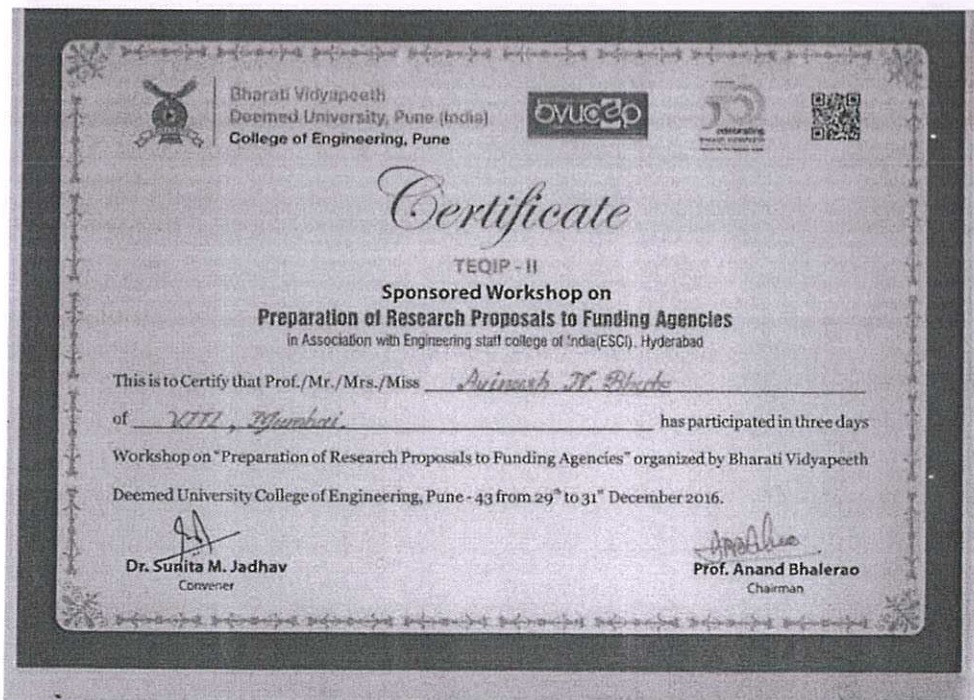 Bharati Vidyapeeth
Deemed University, Pune (India)
College of Engineering, Pune
bvucoep
celebrating
Certificate
TEQIP - II
Sponsored Workshop on
Preparation of Research Proposals to Funding Agencies
in Association with Engineering staff college of India(ESCI), Hyderabad
This is to Certify that Prof./Mr./Mrs./Miss Avinash N.
of VJTI, Mumbai. has participated in three days
Workshop on "Preparation of Research Proposals to Funding Agencies" organized by Bharati Vidyapeeth
Deemed University College of Engineering, Pune - 43 from 29th to 31st December 2016.
Dr. Sunita M. Jadhav
Convener
Prof. Anand Bhalerao
Chairman